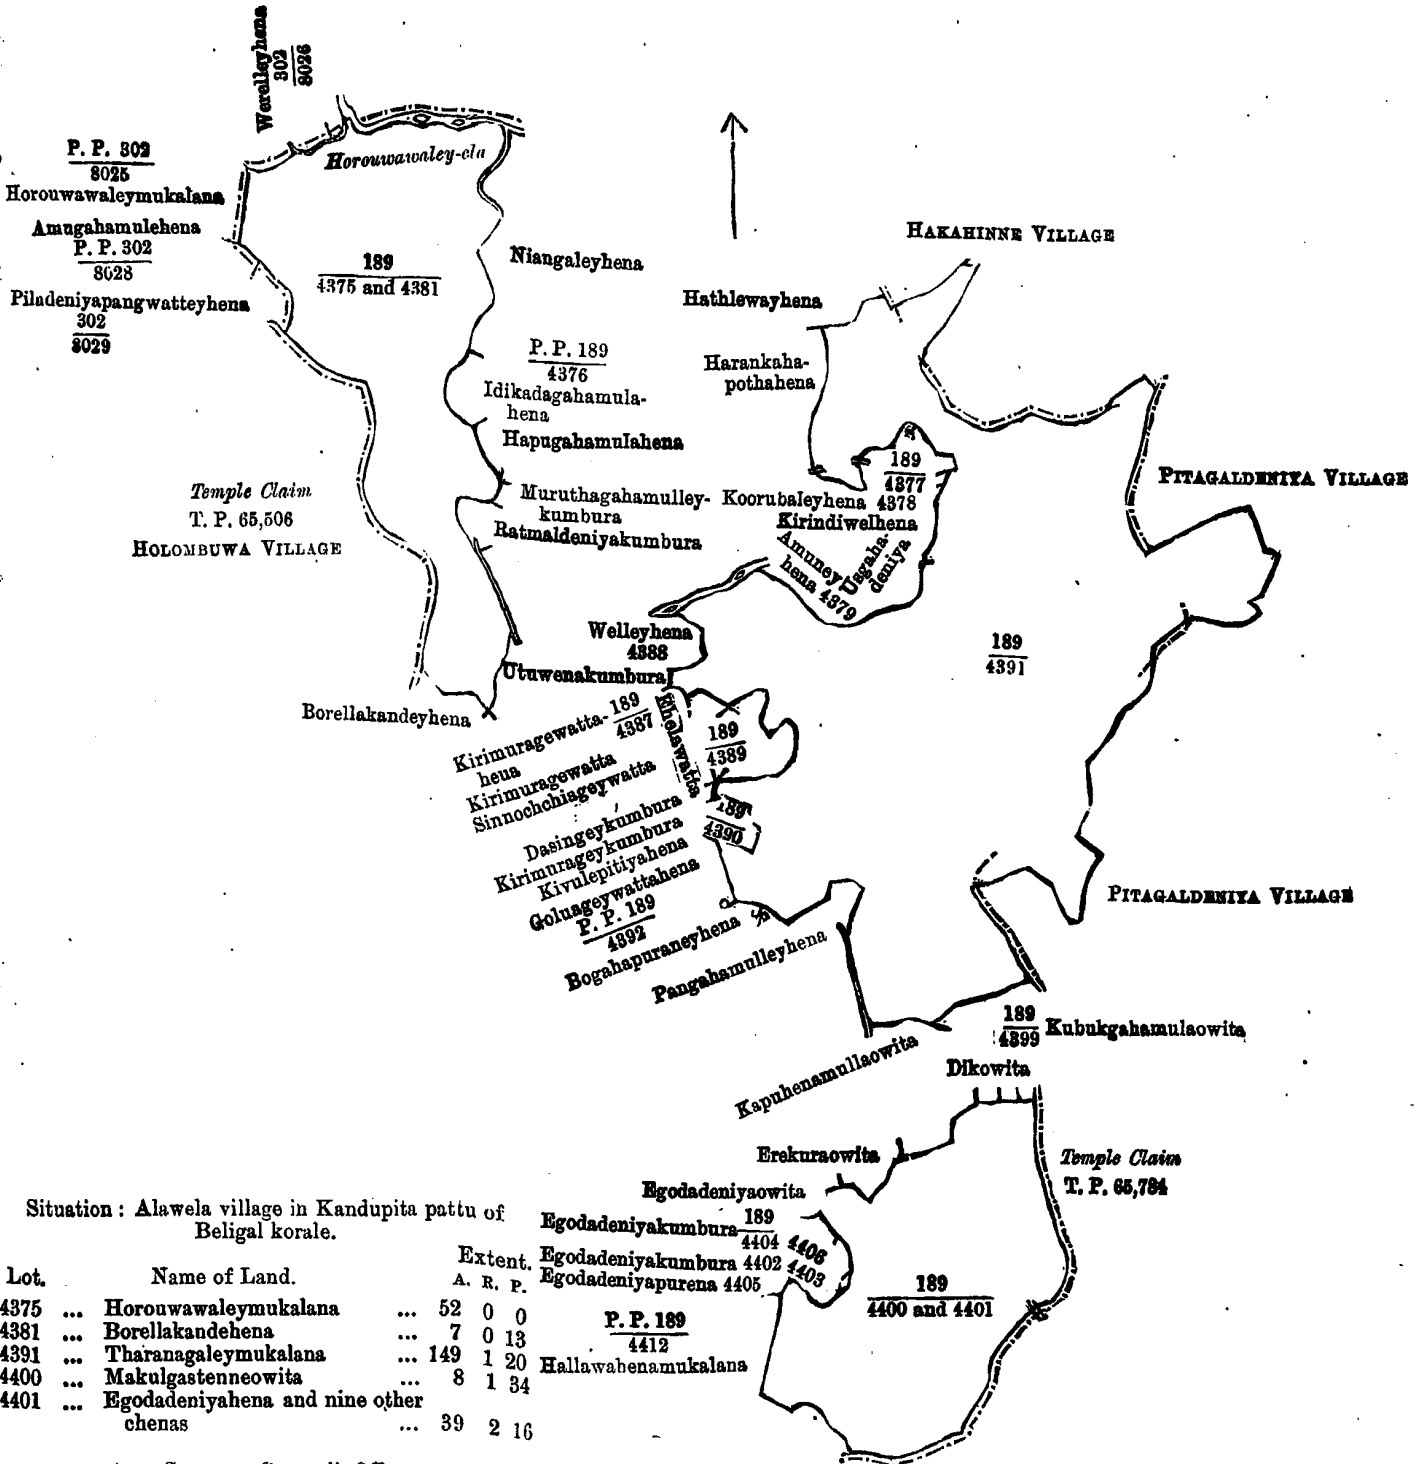 Werelleyhena
302
8026
P. P. 302
8025
Horouwawaleymukalana
Amugahamulehena
P. P. 302
8028
Piladeniyapangwatteyhena
302
8029
Horouwawaley-ela
189
4375 and 4381
Niangaleyhena
P. P. 189
4376
Idikadagahamula-
hena
Hapugahamulahena
Muruthagahamulley-
kumbura
Ratmaldeniyakumbura
Temple Claim
T. P. 65,506
HOLOMBUWA VILLAGE
Borellakandeyhena
HAKAHINNE VILLAGE
Hathlewayhena
Harankaha-
pothahena
189
4377
Koorubaleyhena 4378
Kirindiwelhena
Amuney
hena 4379
Dagaha-
deniya
PITAGALDENIYA VILLAGE
189
4391
Welleyhena
4388
Utuwenakumbura
Kirimuragewatta-
heua
189
4387
Ehelawatta
189
4389
Kirimuragewatta
Sinnochchiageywatta
Dasingeykumbura
189
4390
Kirimurageykumbura
Kivulepitiyahena
Goluageywattahena
P. P. 189
4392
Bogahapuraneyhena
Pangahamulleyhena
PITAGALDENIYA VILLAGE
189
4399
Kubukgahamulaowita
Kapuhenamullaowita
Dikowita
Erekuraowita
Temple Claim
T. P. 65,784
Egodadeniyaowita
Egodadeniyakumbura
189
4404
4406
Egodadeniyakumbura 4402
4403
Egodadeniyapurena 4405
189
4400 and 4401
P. P. 189
4412
Hallawahenamukalana
Situation : Alawela village in Kandupita pattu of
Beligal korale.
Extent.
Lot. Name of Land. A. R. P.
4375 ... Horouwawaleymukalana ... 52 0 0
4381 ... Borellakandehena ... 7 0 13
4391 ... Tharanagaleymukalana ... 149 1 20
4400 ... Makulgastenneowita ... 8 1 34
4401 ... Egodadeniyahena and nine other
chenas ... 39 2 16